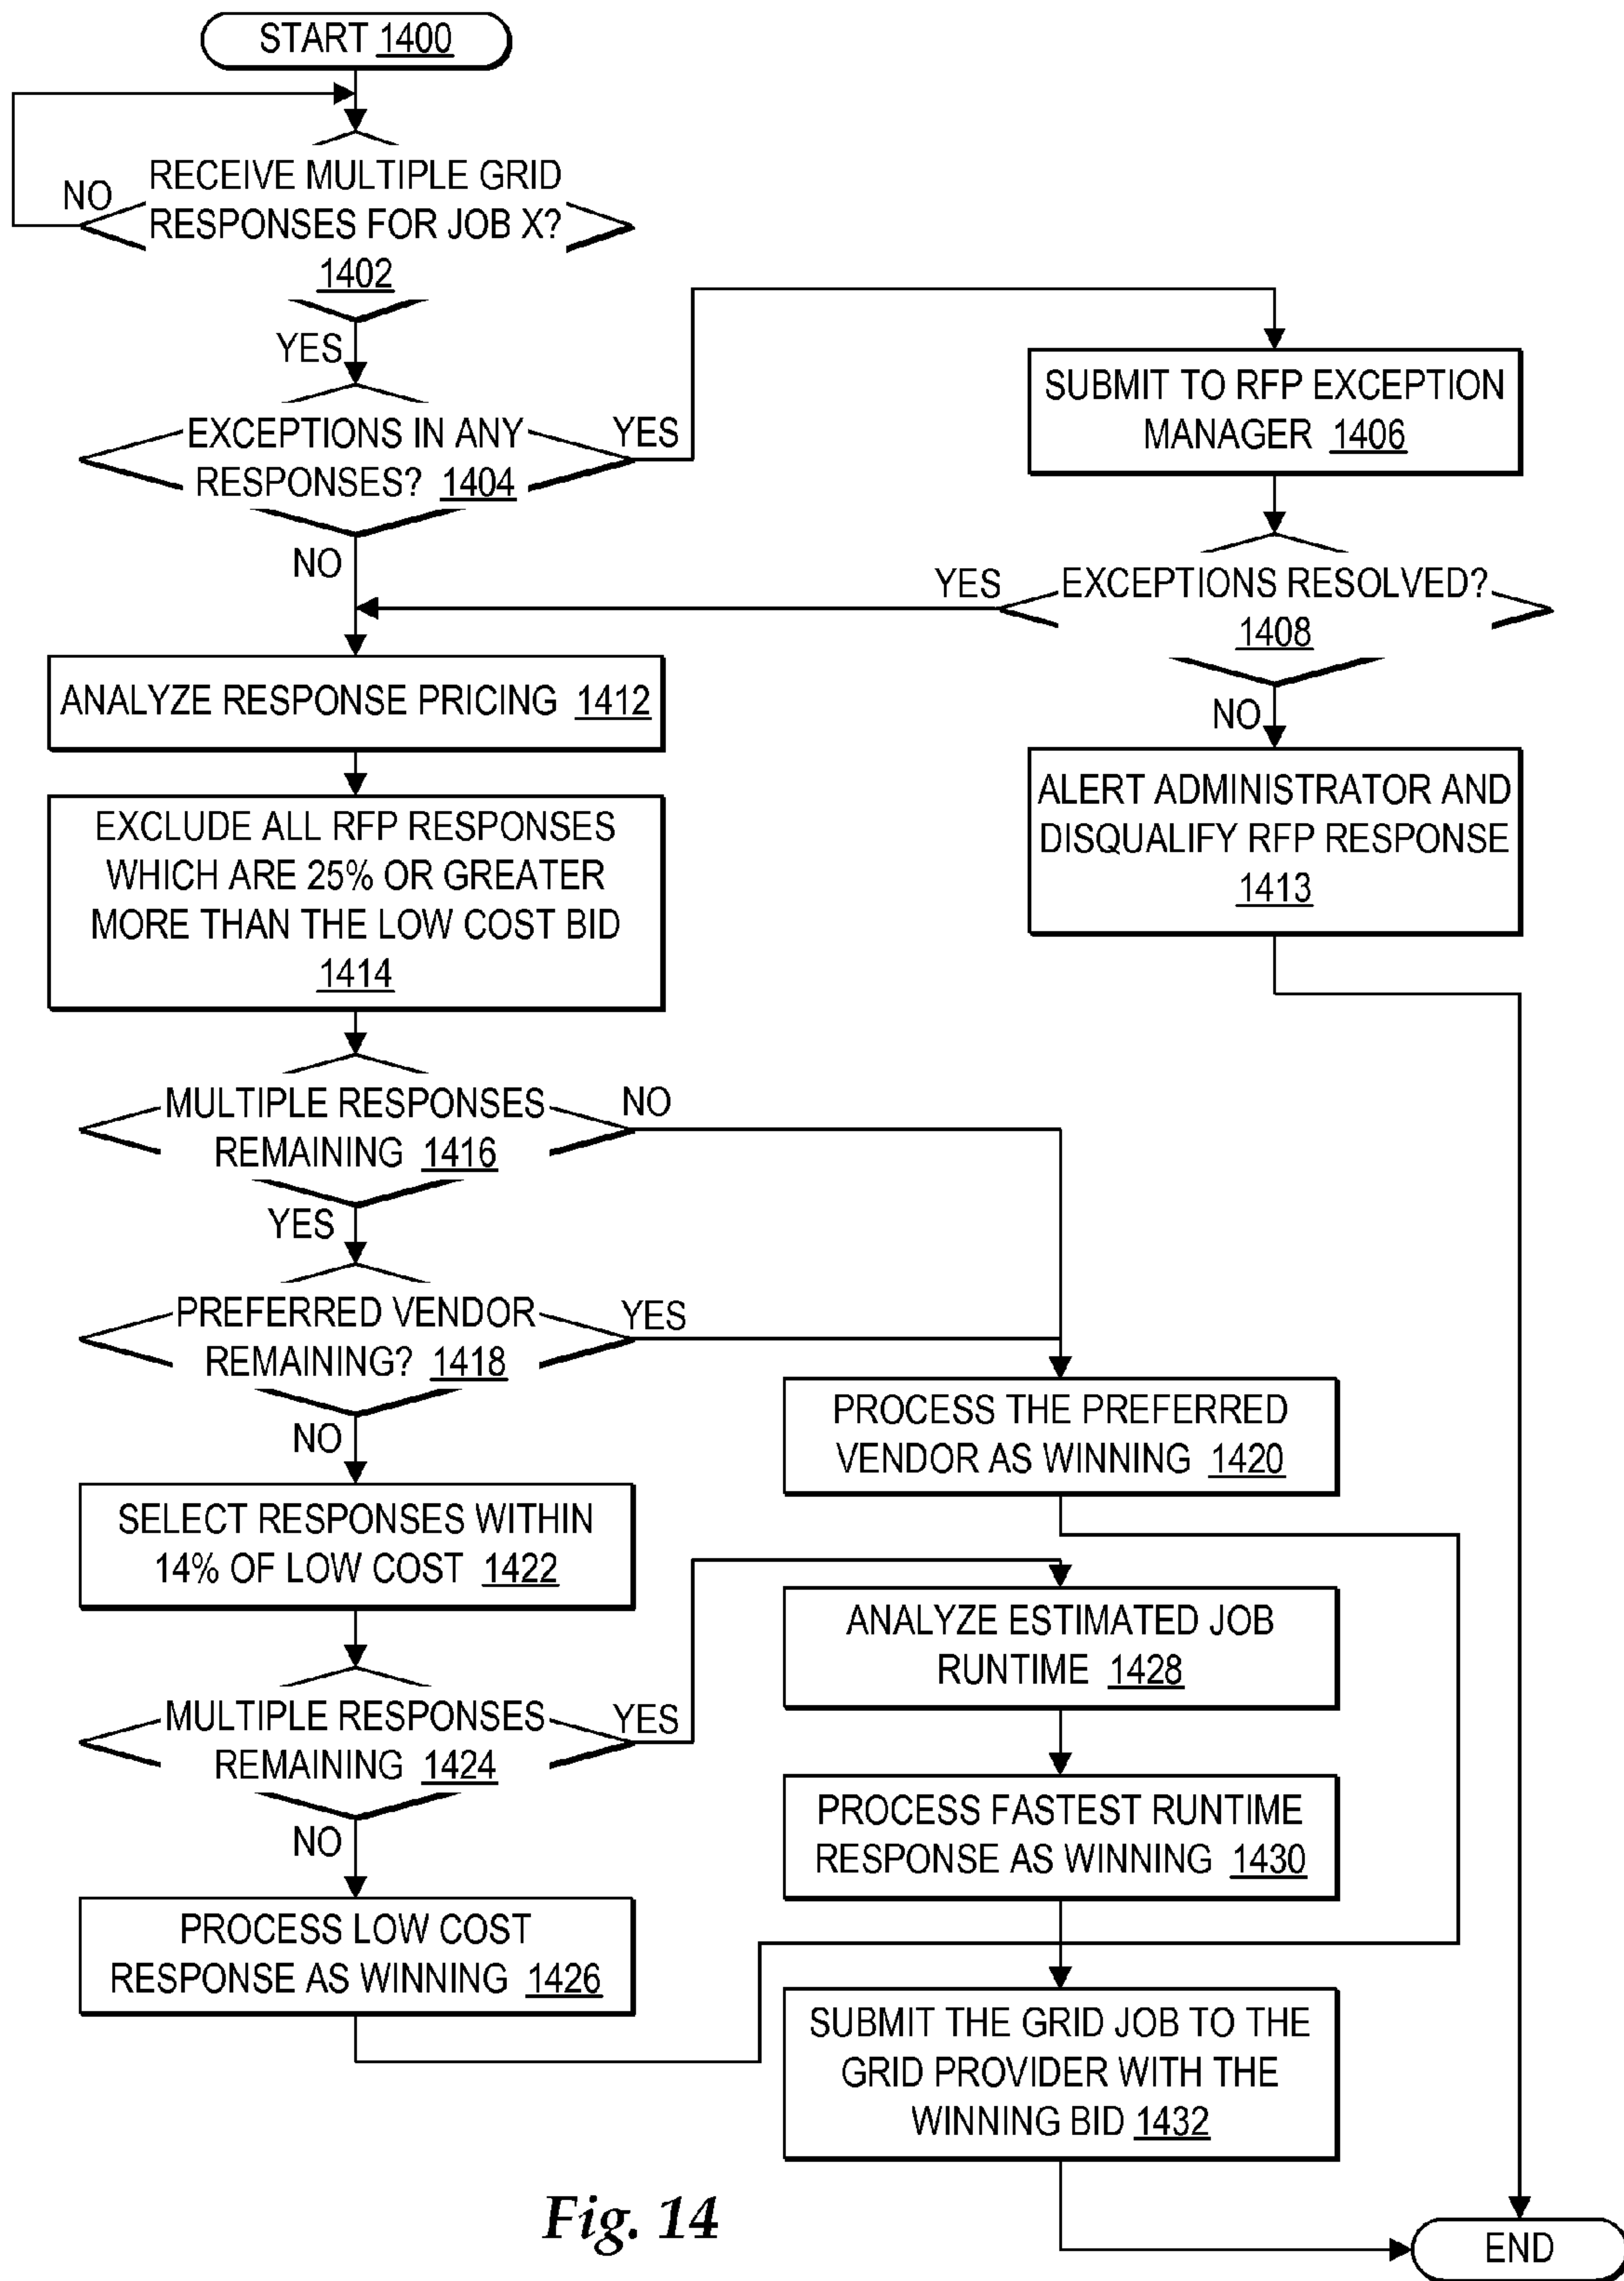 START 1400
NO
RECEIVE MULTIPLE GRID
RESPONSES FOR JOB X?
1402
YES
EXCEPTIONS IN ANY
RESPONSES? 1404
YES
NO
SUBMIT TO RFP EXCEPTION
MANAGER 1406
YES
EXCEPTIONS RESOLVED?
1408
NO
ANALYZE RESPONSE PRICING 1412
ALERT ADMINISTRATOR AND
DISQUALIFY RFP RESPONSE
1413
EXCLUDE ALL RFP RESPONSES
WHICH ARE 25% OR GREATER
MORE THAN THE LOW COST BID
1414
MULTIPLE RESPONSES
REMAINING 1416
NO
YES
PREFERRED VENDOR
REMAINING? 1418
YES
NO
PROCESS THE PREFERRED
VENDOR AS WINNING 1420
SELECT RESPONSES WITHIN
14% OF LOW COST 1422
MULTIPLE RESPONSES
REMAINING 1424
YES
NO
ANALYZE ESTIMATED JOB
RUNTIME 1428
PROCESS FASTEST RUNTIME
RESPONSE AS WINNING 1430
PROCESS LOW COST
RESPONSE AS WINNING 1426
SUBMIT THE GRID JOB TO THE
GRID PROVIDER WITH THE
WINNING BID 1432
END
Fig. 14